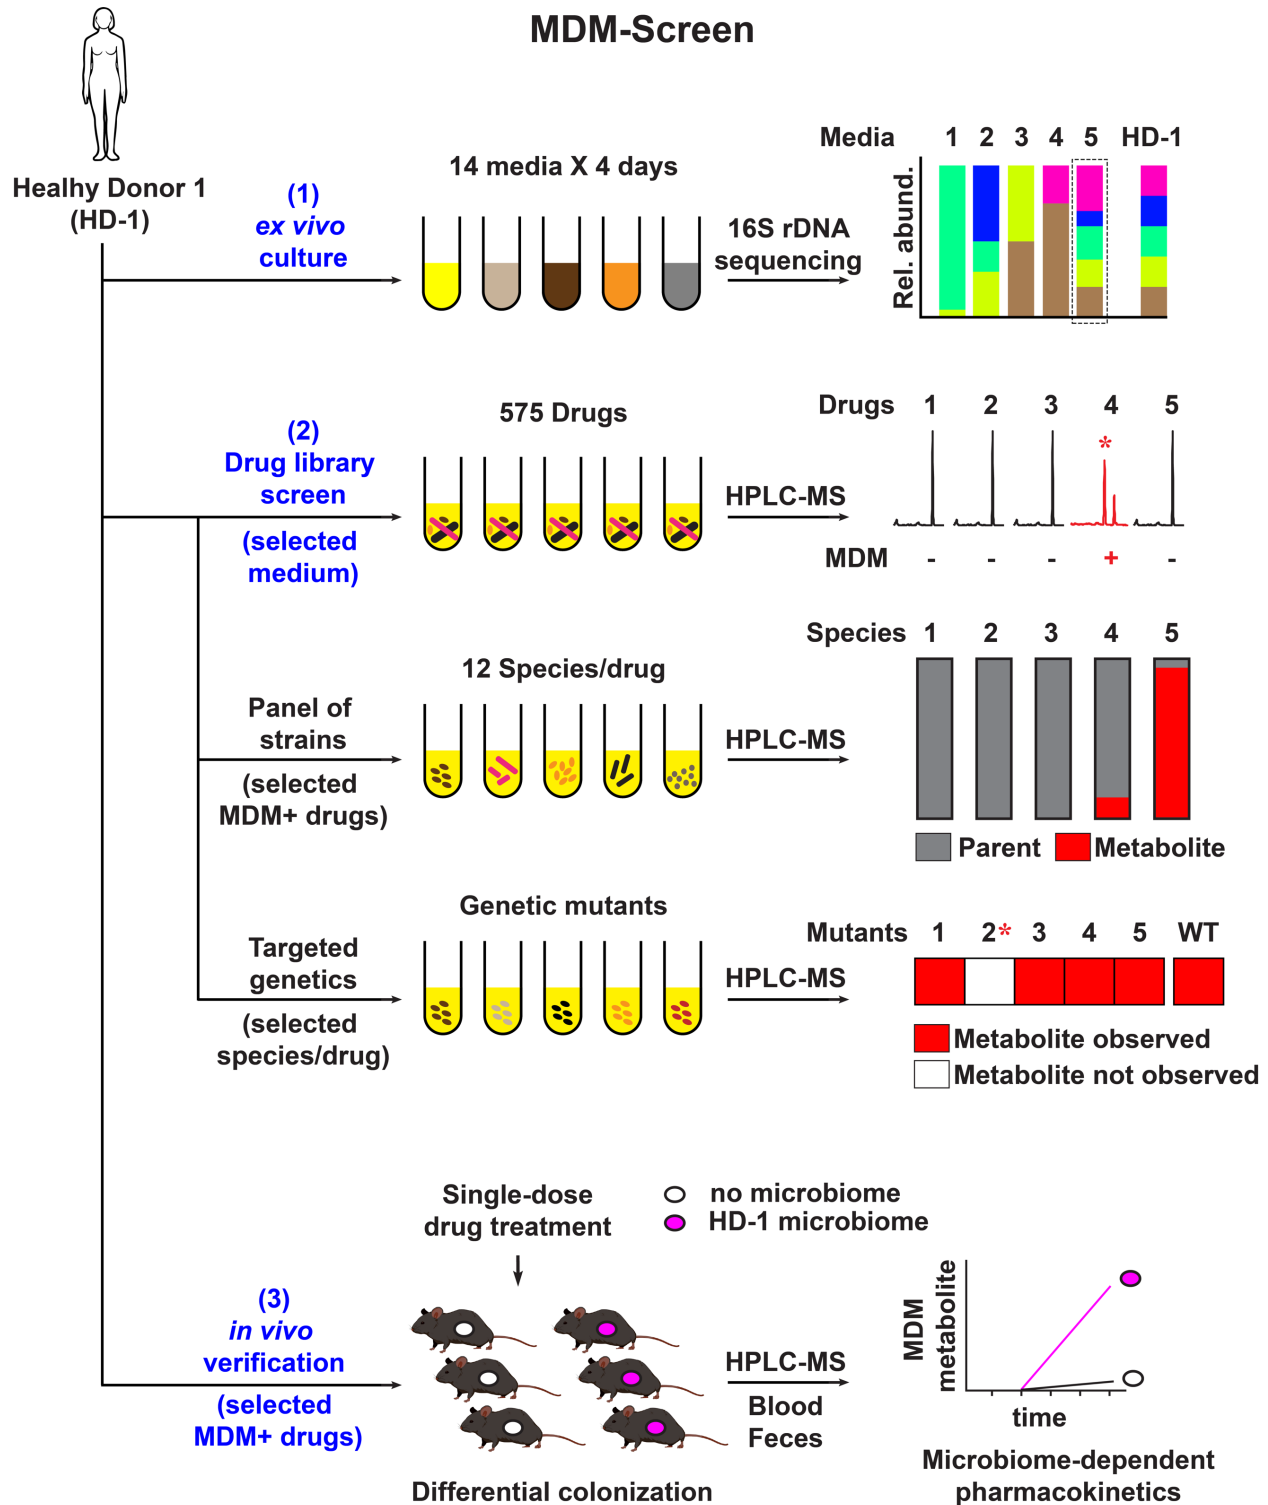 MDM-Screen
Healhy Donor 1
(HD-1)
(1)
ex vivo
culture
14 media X 4 days
16S rDNA
sequencing
Media 1 2 3 4 5 HD-1
Rel. abund.
(2)
Drug library
screen
(selected
medium)
575 Drugs
HPLC-MS
Drugs 1 2 3 4 5
*
MDM - - - + -
Panel of
strains
(selected
MDM+ drugs)
12 Species/drug
HPLC-MS
Species 1 2 3 4 5
Parent Metabolite
Targeted
genetics
(selected
species/drug)
Genetic mutants
HPLC-MS
Mutants 1 2* 3 4 5 WT
Metabolite observed
Metabolite not observed
(3)
in vivo
verification
(selected
MDM+ drugs)
Single-dose
drug treatment
no microbiome
HD-1 microbiome
Differential colonization
HPLC-MS
Blood
Feces
MDM
metabolite
time
Microbiome-dependent
pharmacokinetics